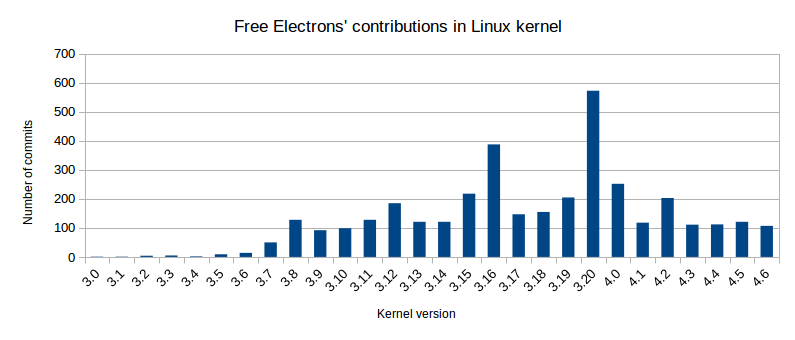 Free Electrons' contributions in Linux kernel
700
600
500
400
300
200
100
0
Number of commits
3.0 3.1 3.2 3.3 3.4 3.5 3.6 3.7 3.8 3.9 3.10 3.11 3.12 3.13 3.14 3.15 3.16 3.17 3.18 3.19 3.20 4.0 4.1 4.2 4.3 4.4 4.5 4.6
Kernel version